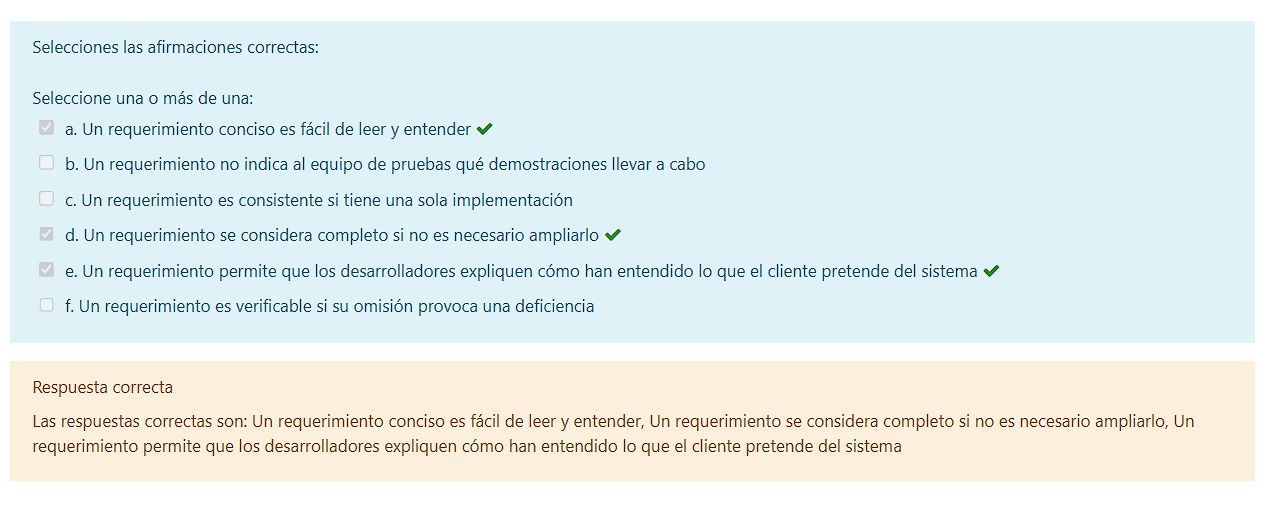 Selecciones las afirmaciones correctas:
Seleccione una o más de una:
a. Un requerimiento conciso es fácil de leer y entender
b. Un requerimiento no indica al equipo de pruebas qué demostraciones llevar a cabo
c. Un requerimiento es consistente si tiene una sola implementación
d. Un requerimiento se considera completo si no es necesario ampliarlo
e. Un requerimiento permite que los desarrolladores expliquen cómo han entendido lo que el cliente pretende del sistema
f. Un requerimiento es verificable si su omisión provoca una deficiencia
Respuesta correcta
Las respuestas correctas son: Un requerimiento conciso es fácil de leer y entender, Un requerimiento se considera completo si no es necesario ampliarlo, Un
requerimiento permite que los desarrolladores expliquen cómo han entendido lo que el cliente pretende del sistema